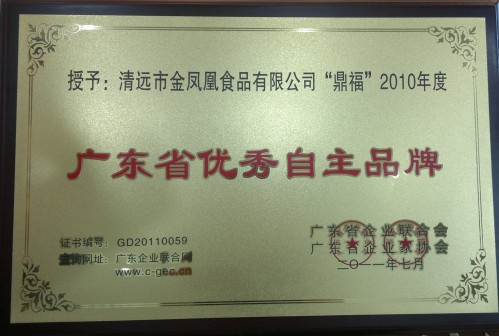 授予：清远市金凤凰食品有限公司“鼎福”2010年度
广东省优秀自主品牌
证书编号：GD20110059
查询网址：广东企业联合网
www.c-gec.cn
广东省企业联合会
广东省企业家协会
二〇一一年七月